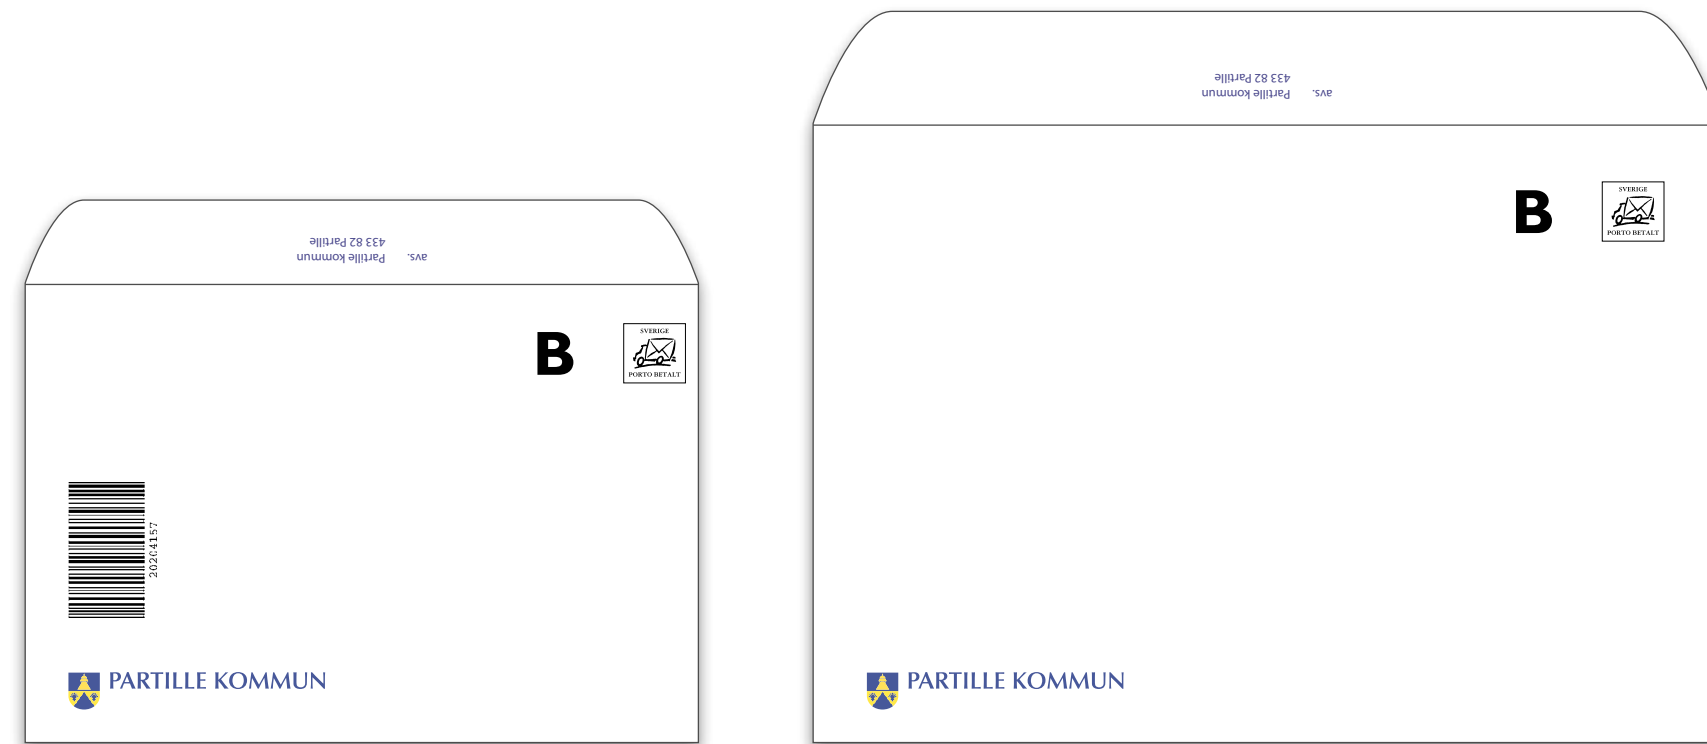 avs. Partille kommun
433 82 Partille
B
SVERIGE
PORTO BETALT
20204157
PARTILLE KOMMUN
avs. Partille kommun
433 82 Partille
B
SVERIGE
PORTO BETALT
PARTILLE KOMMUN